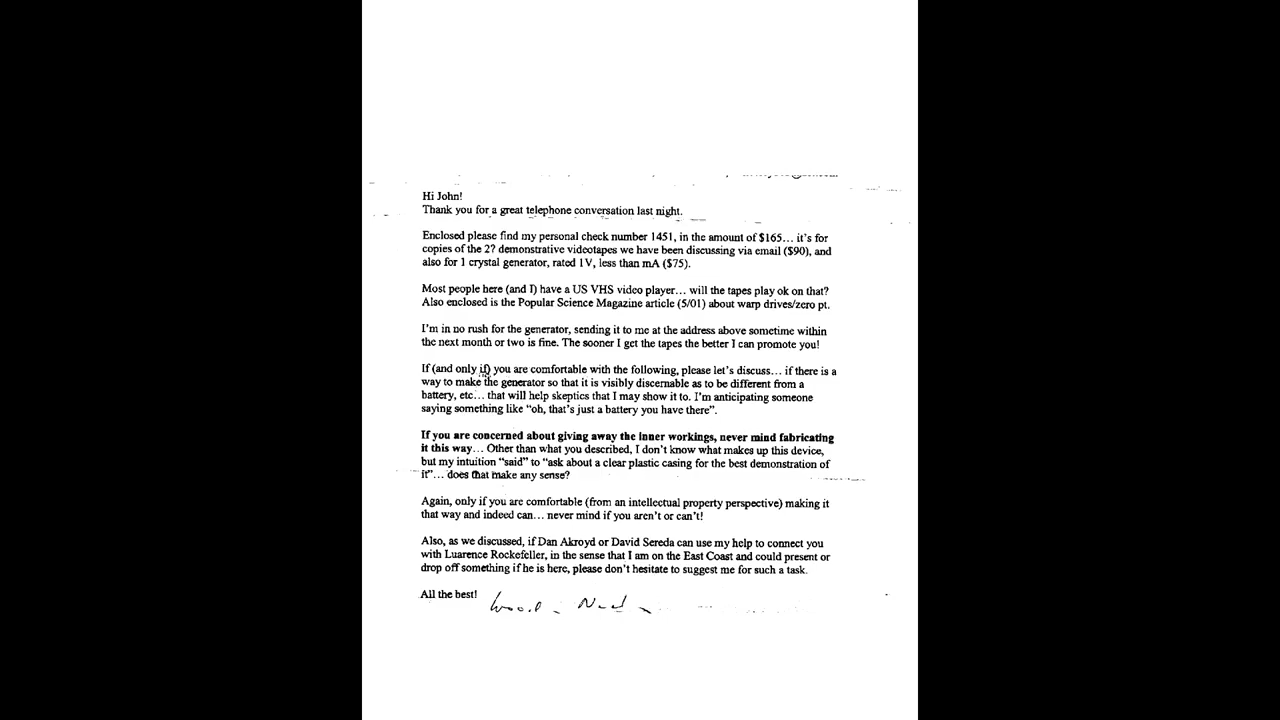 Hi John!
Thank you for a great telephone conversation last night.
Enclosed please find my personal check number 1451, in the amount of $165… it's for
copies of the 2? demonstrative videotapes we have been discussing via email ($90), and
also for 1 crystal generator, rated 1V, less than mA ($75).
Most people here (and I) have a US VHS video player… will the tapes play ok on that?
Also enclosed is the Popular Science Magazine article (5/01) about warp drives/zero pt.
I'm in no rush for the generator, sending it to me at the address above sometime within
the next month or two is fine. The sooner I get the tapes the better I can promote you!
If (and only if) you are comfortable with the following, please let's discuss… if there is a
way to make the generator so that it is visibly discernable as to be different from a
battery, etc… that will help skeptics that I may show it to. I'm anticipating someone
saying something like “oh, that's just a battery you have there”.
If you are concerned about giving away the inner workings, never mind fabricating
it this way… Other than what you described, I don't know what makes up this device,
but my intuition “said” to “ask about a clear plastic casing for the best demonstration of
it”… does that make any sense?
Again, only if you are comfortable (from an intellectual property perspective) making it
that way and indeed can… never mind if you aren't or can't!
Also, as we discussed, if Dan Akroyd or David Sereda can use my help to connect you
with Luarence Rockefeller, in the sense that I am on the East Coast and could present or
drop off something if he is here, please don't hesitate to suggest me for such a task.
All the best!